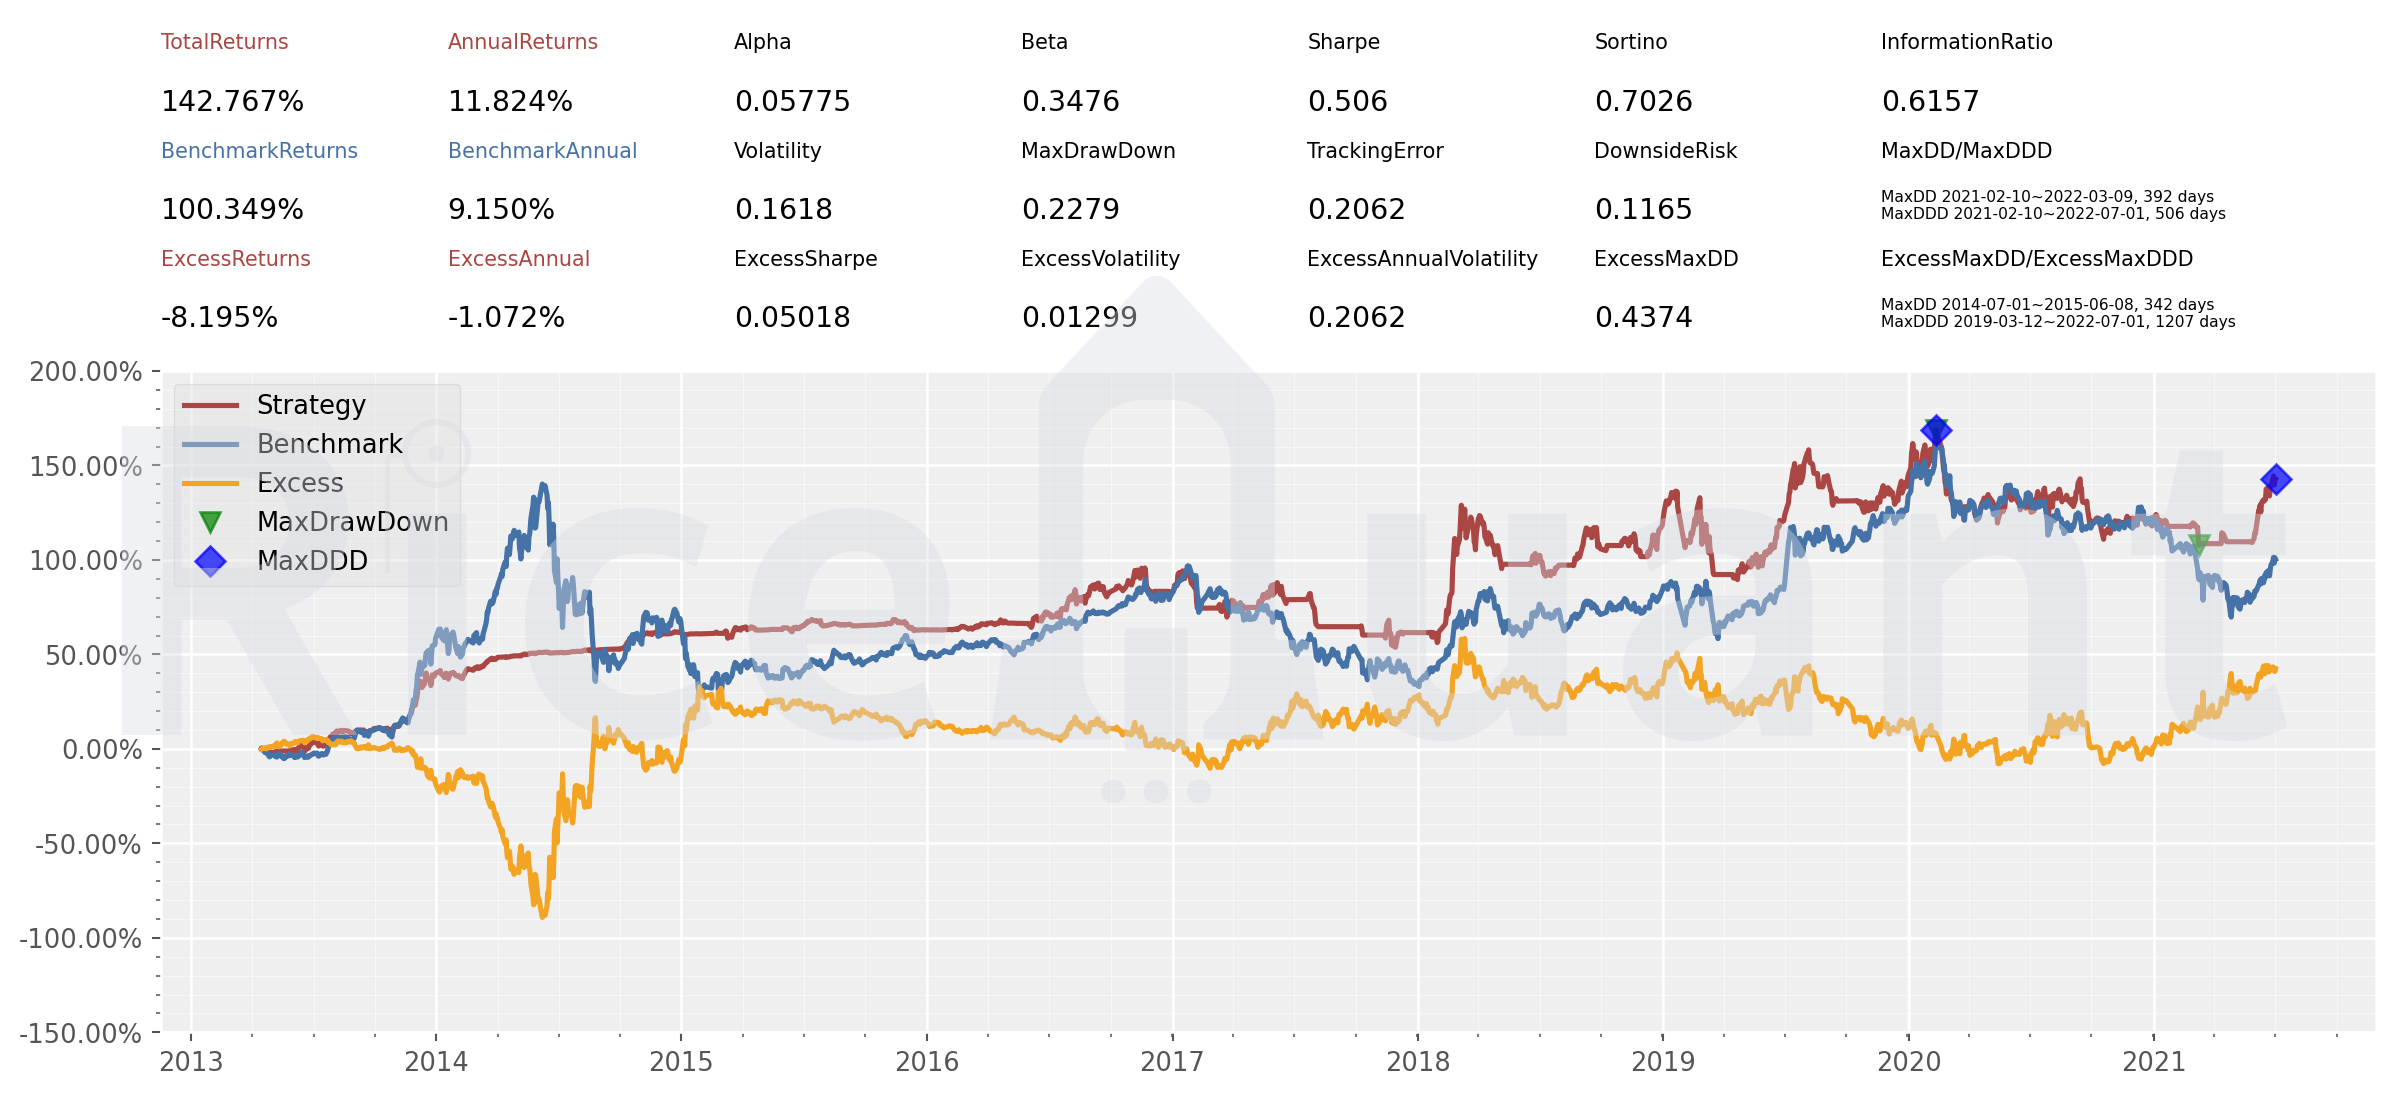 TotalReturns AnnualReturns Alpha Beta Sharpe Sortino InformationRatio
142.767% 11.824% 0.05775 0.3476 0.506 0.7026 0.6157
BenchmarkReturns BenchmarkAnnual Volatility MaxDrawDown TrackingError DownsideRisk MaxDD/MaxDDD
100.349% 9.150% 0.1618 0.2279 0.2062 0.1165 MaxDD 2021-02-10~2022-03-09, 392 days
MaxDDD 2021-02-10~2022-07-01, 506 days
ExcessReturns ExcessAnnual ExcessSharpe ExcessVolatility ExcessAnnualVolatility ExcessMaxDD ExcessMaxDD/ExcessMaxDDD
-8.195% -1.072% 0.05018 0.01299 0.2062 0.4374 MaxDD 2014-07-01~2015-06-08, 342 days
MaxDDD 2019-03-12~2022-07-01, 1207 days
200.00%
150.00%
100.00%
50.00%
0.00%
-50.00%
-100.00%
-150.00%
Strategy
Benchmark
Excess
MaxDrawDown
MaxDDD
RiceQuant
2013 2014 2015 2016 2017 2018 2019 2020 2021